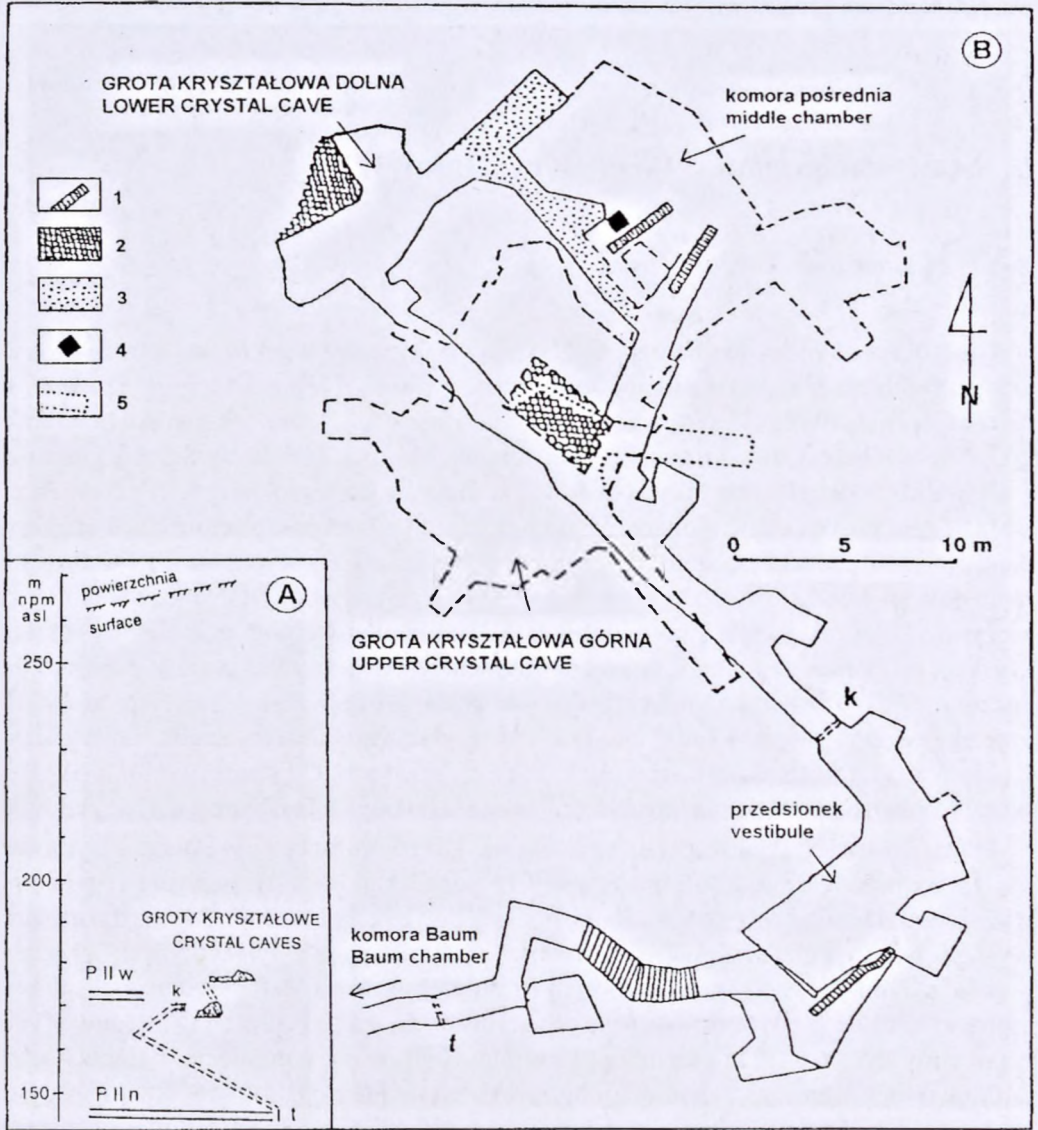 B
GROTA KRYSZTAŁOWA DOLNA
LOWER CRYSTAL CAVE
komora pośrednia
middle chamber
1
2
3
4
5
N
0 5 10 m
m
npm
asl
powierzchnia
surface
A
GROTA KRYSZTAŁOWA GÓRNA
UPPER CRYSTAL CAVE
250
k
przedsionek
vestibule
200
GROTY KRYSZTAŁOWE
CRYSTAL CAVES
komora Baum
Baum chamber
P II w
k
t
150
P II n
t